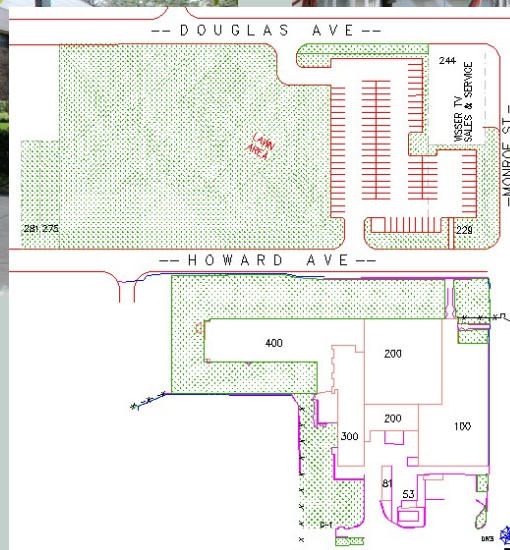 -- DOUGLAS AVE --
244
VISSER TV
SALES & SERVICE
LAWN
AREA
-MONROE ST-
281 275
229
-- HOWARD AVE --
400
200
200
300
100
81
53